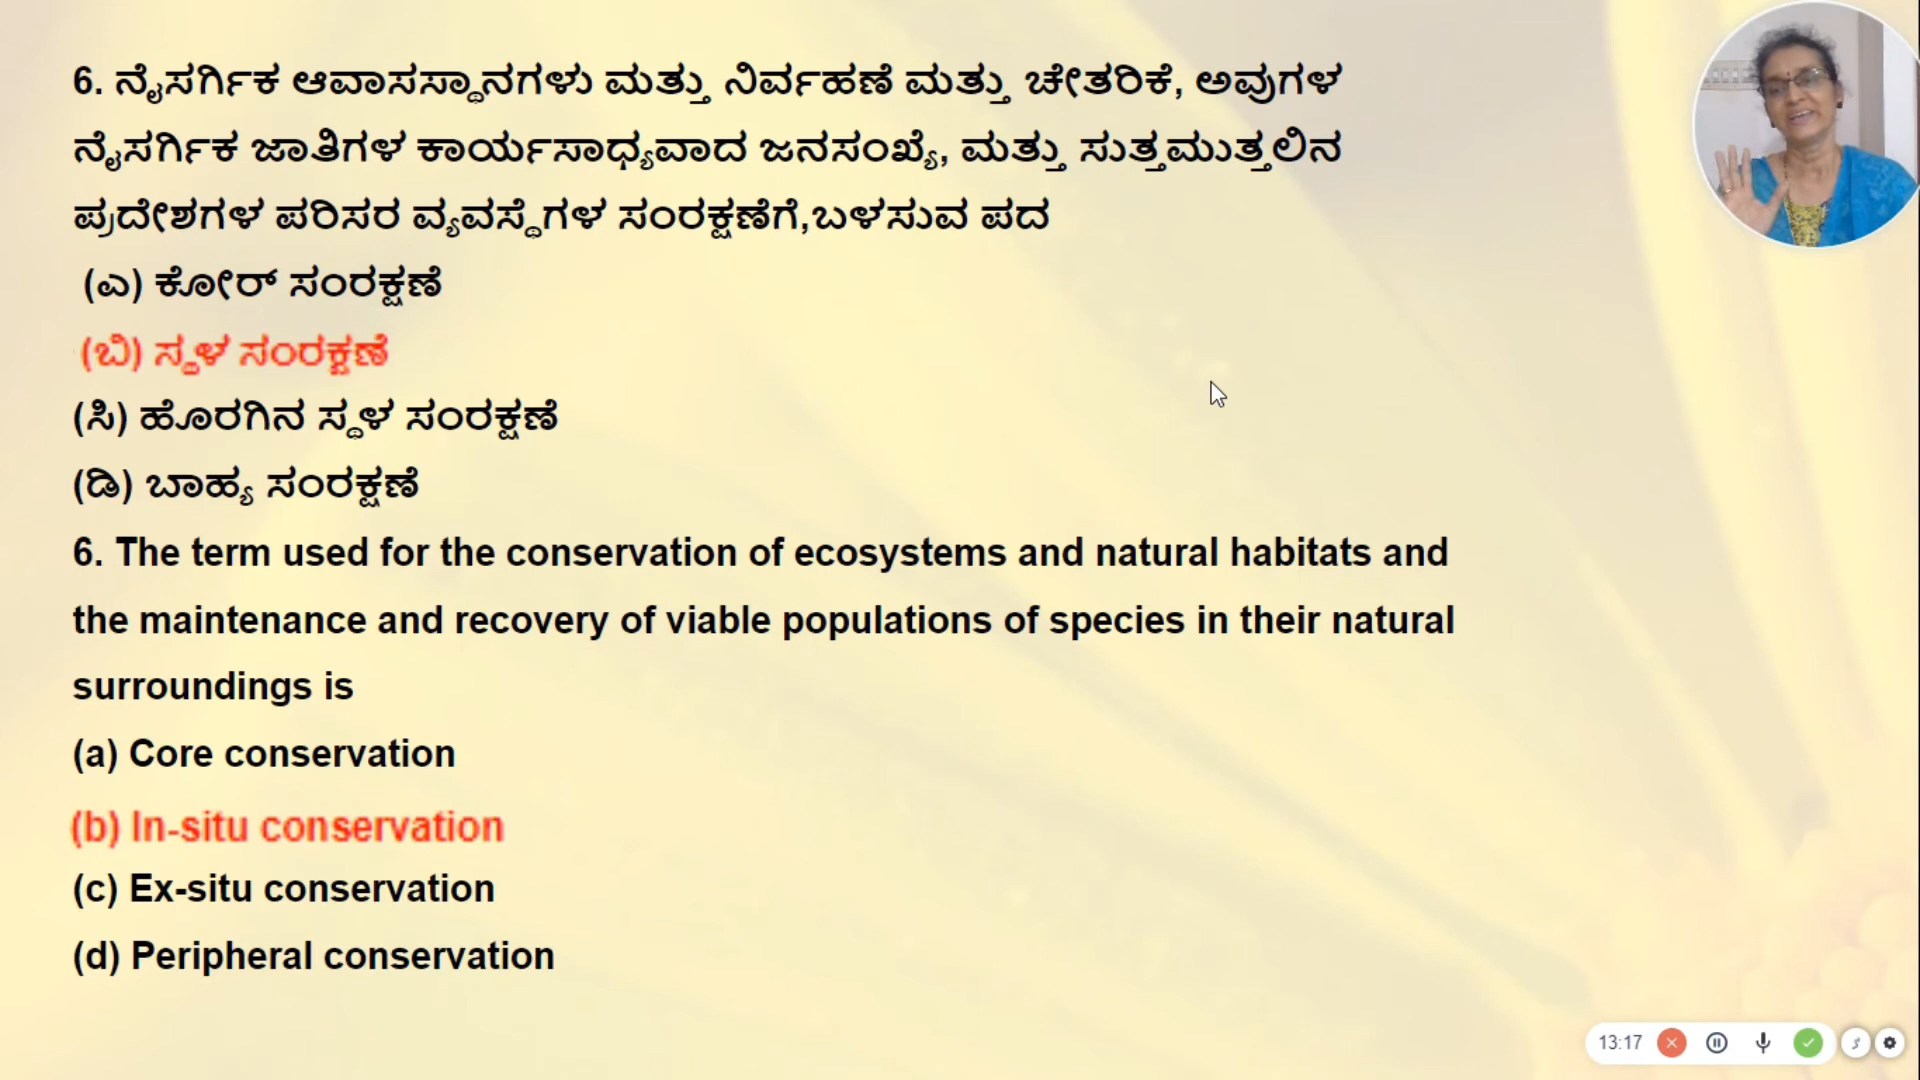 6. ನೈಸರ್ಗಿಕ ಆವಾಸಸ್ಥಾನಗಳು ಮತ್ತು ನಿರ್ವಹಣೆ ಮತ್ತು ಚೇತರಿಕೆ, ಅವುಗಳ
ನೈಸರ್ಗಿಕ ಜಾತಿಗಳ ಕಾರ್ಯಸಾಧ್ಯವಾದ ಜನಸಂಖ್ಯೆ, ಮತ್ತು ಸುತ್ತಮುತ್ತಲಿನ
ಪ್ರದೇಶಗಳ ಪರಿಸರ ವ್ಯವಸ್ಥೆಗಳ ಸಂರಕ್ಷಣೆಗೆ,ಬಳಸುವ ಪದ
(ಎ) ಕೋರ್ ಸಂರಕ್ಷಣೆ
(ಬಿ) ಸ್ಥಳ ಸಂರಕ್ಷಣೆ
(ಸಿ) ಹೊರಗಿನ ಸ್ಥಳ ಸಂರಕ್ಷಣೆ
(ಡಿ) ಬಾಹ್ಯ ಸಂರಕ್ಷಣೆ
6. The term used for the conservation of ecosystems and natural habitats and
the maintenance and recovery of viable populations of species in their natural
surroundings is
(a) Core conservation
(b) In-situ conservation
(c) Ex-situ conservation
(d) Peripheral conservation
13:17